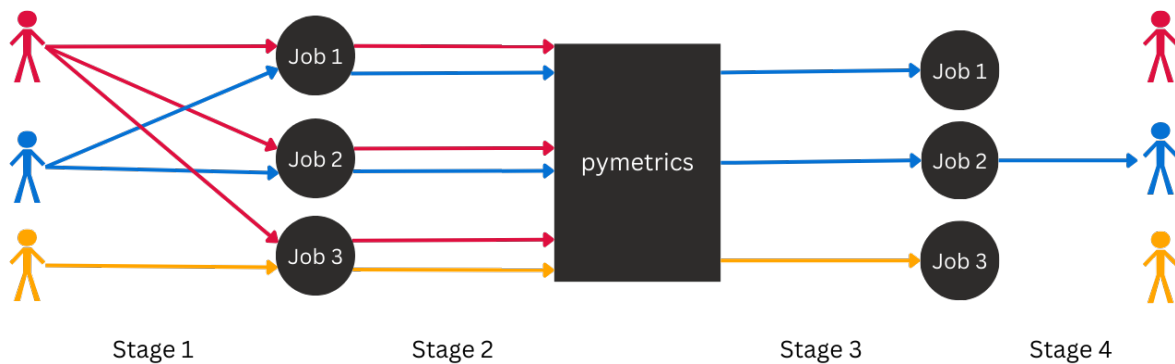 Job 1
Job 2
Job 3
pymetrics
Job 1
Job 2
Job 3
Stage 1
Stage 2
Stage 3
Stage 4